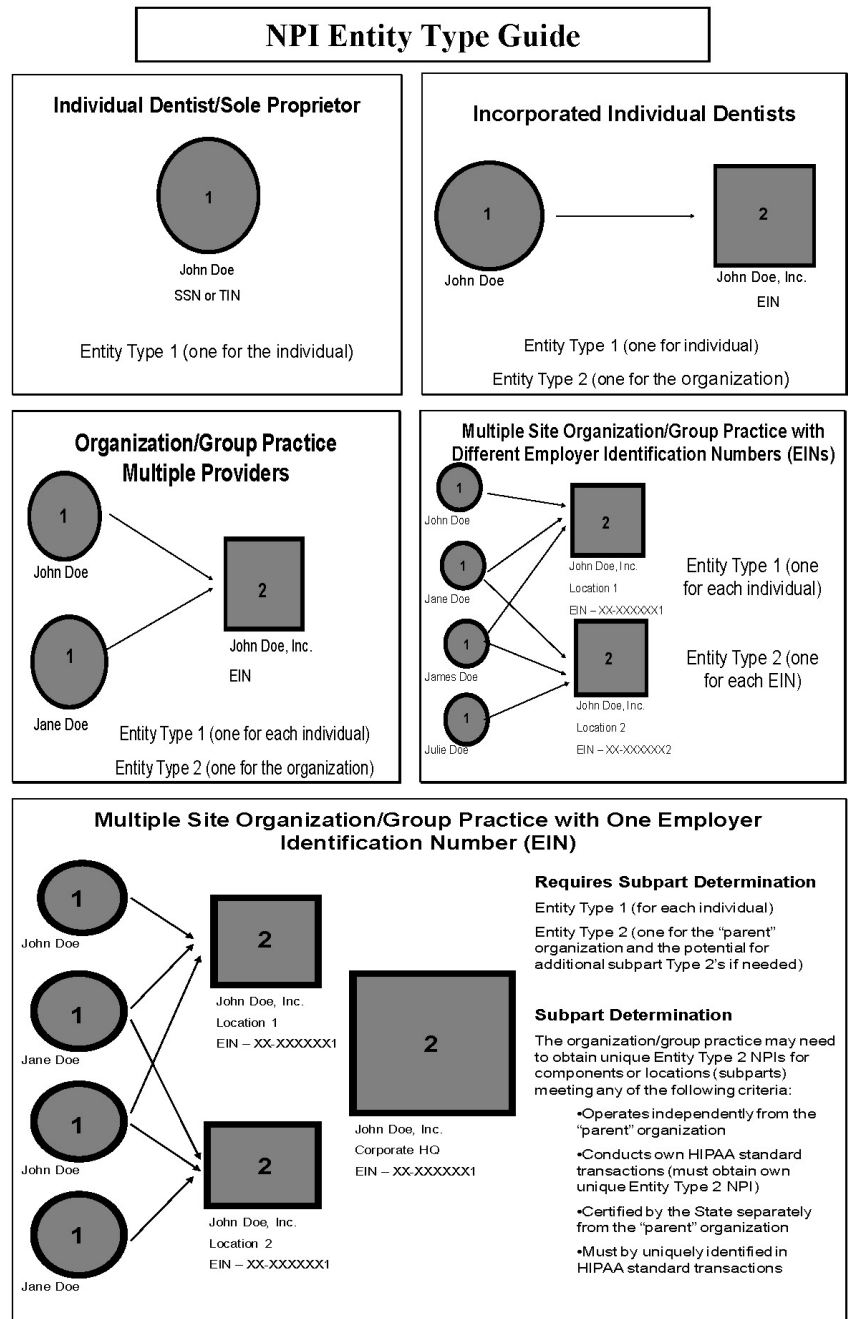 NPI Entity Type Guide
Individual Dentist/Sole Proprietor
1
John Doe
SSN or TIN
Entity Type 1 (one for the individual)
Incorporated Individual Dentists
1
2
John Doe
John Doe, Inc.
EIN
Entity Type 1 (one for individual)
Entity Type 2 (one for the organization)
Organization/Group Practice
Multiple Providers
1
John Doe
2
John Doe, Inc.
EIN
1
Jane Doe
Entity Type 1 (one for each individual)
Entity Type 2 (one for the organization)
Multiple Site Organization/Group Practice with
Different Employer Identification Numbers (EINs)
1
John Doe
1
Jane Doe
1
James Doe
1
Julie Doe
2
John Doe, Inc.
Location 1
EIN – XX-XXXXXX1
2
John Doe, Inc.
Location 2
EIN – XX-XXXXXX2
Entity Type 1 (one
for each individual)
Entity Type 2 (one
for each EIN)
Multiple Site Organization/Group Practice with One Employer
Identification Number (EIN)
1
John Doe
1
Jane Doe
1
John Doe
1
Jane Doe
2
John Doe, Inc.
Location 1
EIN – XX-XXXXXX1
2
John Doe, Inc.
Location 2
EIN – XX-XXXXXX1
2
John Doe, Inc.
Corporate HQ
EIN – XX-XXXXXX1
Requires Subpart Determination
Entity Type 1 (for each individual)
Entity Type 2 (one for the “parent”
organization and the potential for
additional subpart Type 2’s if needed)
Subpart Determination
The organization/group practice may need
to obtain unique Entity Type 2 NPIs for
components or locations (subparts)
meeting any of the following criteria:
•Operates independently from the
“parent” organization
•Conducts own HIPAA standard
transactions (must obtain own
unique Entity Type 2 NPI)
•Certified by the State separately
from the “parent” organization
•Must by uniquely identified in
HIPAA standard transactions